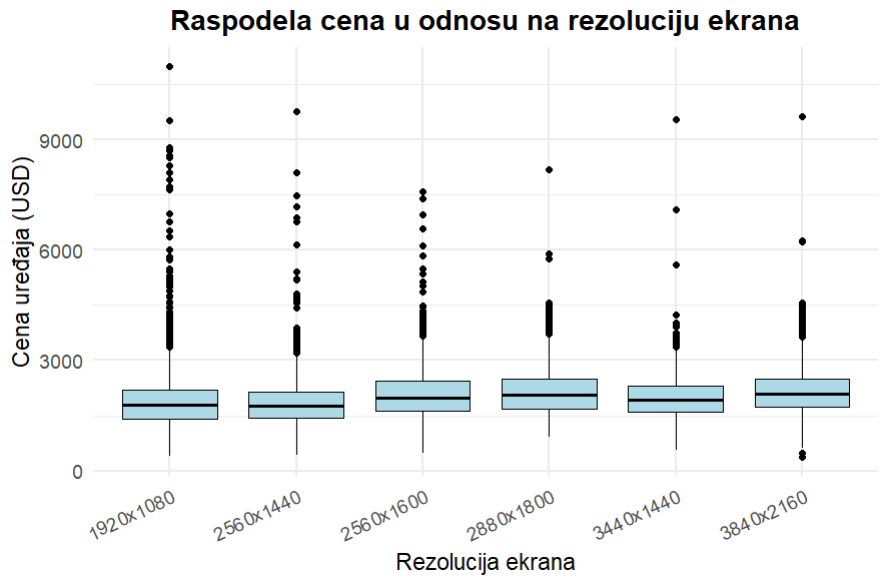 Raspodela cena u odnosu na rezoluciju ekrana
Cena uređaja (USD)
9000
6000
3000
0
1920x1080
2560x1440
2560x1600
2880x1800
3440x1440
3840x2160
Rezolucija ekrana